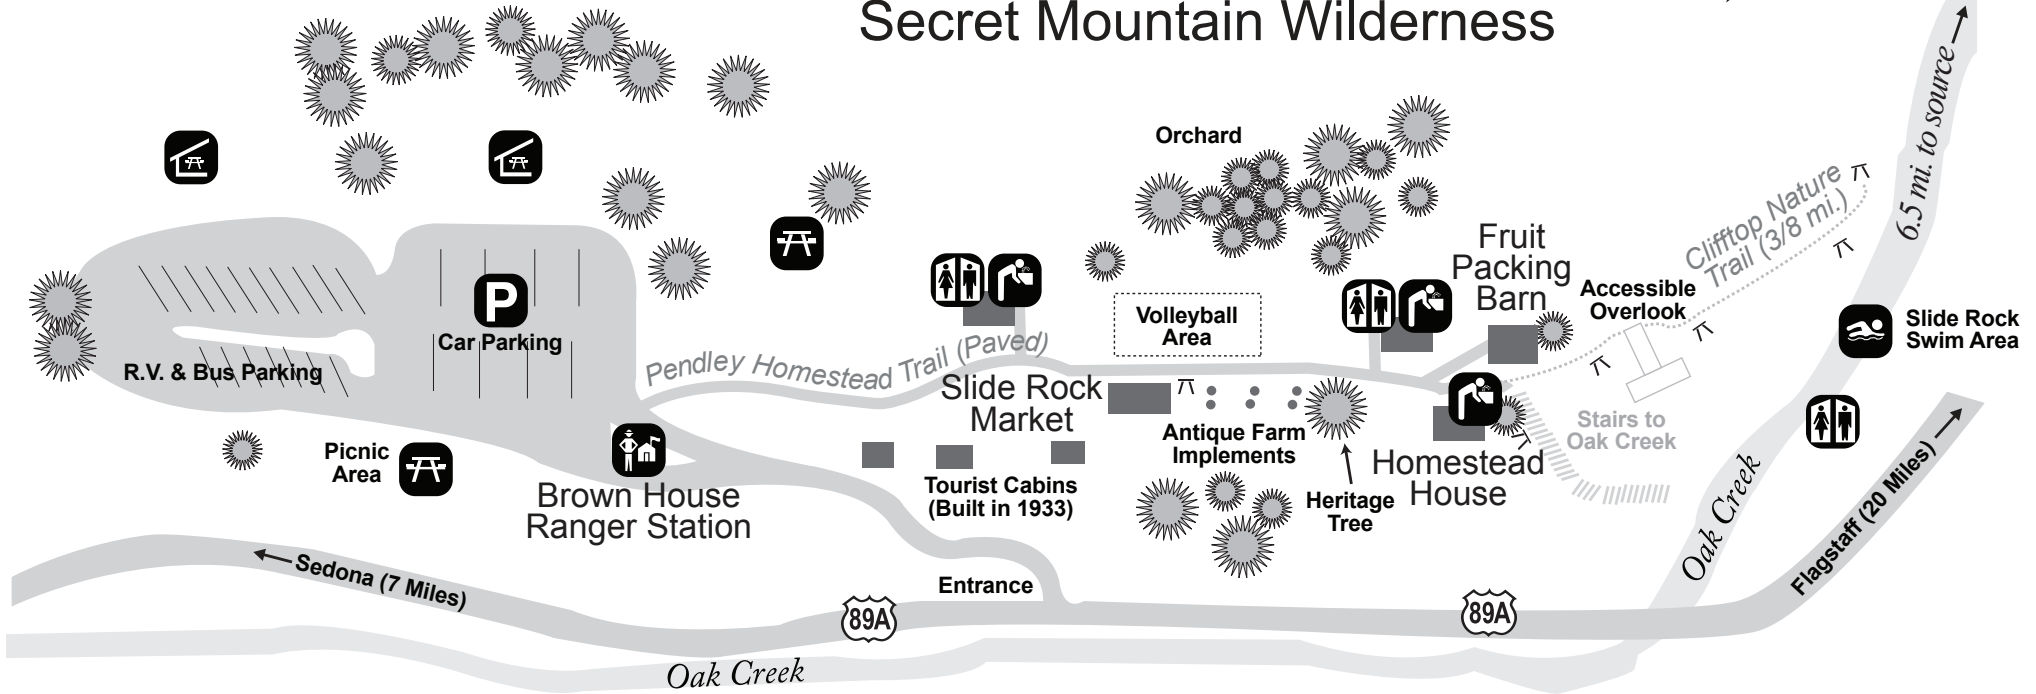 Secret Mountain Wilderness
6.5 mi. to source
Orchard
Clifftop Nature
Trail (3/8 mi.)
Fruit
Packing
Barn
Accessible
Overlook
Slide Rock
Swim Area
Volleyball
Area
P
Car Parking
R.V. & Bus Parking
Pendley Homestead Trail (Paved)
Slide Rock
Market
Antique Farm
Implements
Stairs to
Oak Creek
Homestead
House
Heritage
Tree
Picnic
Area
Brown House
Ranger Station
Tourist Cabins
(Built in 1933)
Oak Creek
Flagstaff (20 Miles)
Sedona (7 Miles)
Entrance
89A
89A
Oak Creek